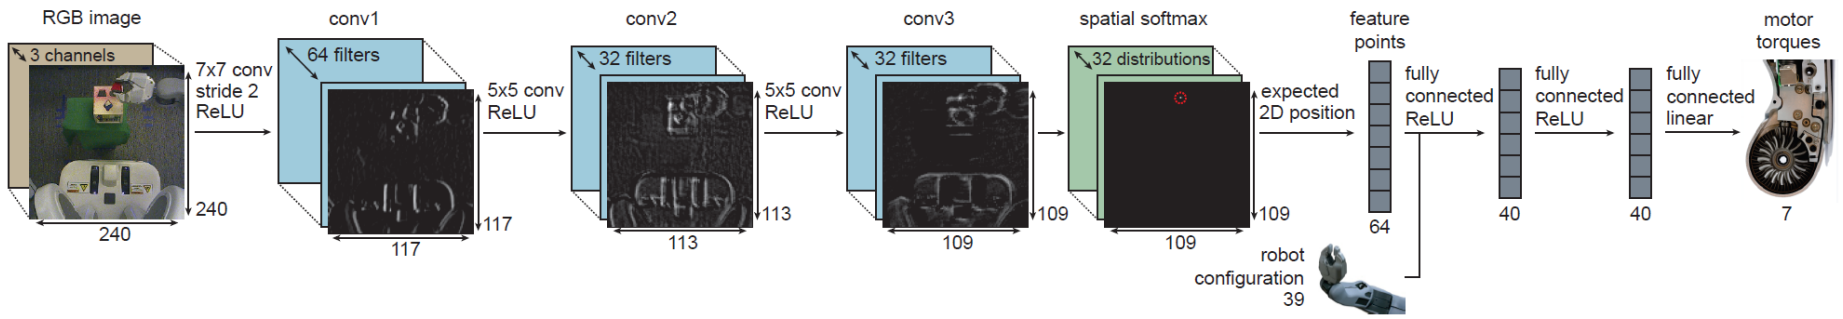 RGB image
3 channels
240
240
7x7 conv
stride 2
ReLU
conv1
64 filters
117
117
5x5 conv
ReLU
conv2
32 filters
113
113
5x5 conv
ReLU
conv3
32 filters
109
109
spatial softmax
32 distributions
109
109
expected
2D position
feature
points
64
robot
configuration
39
fully
connected
ReLU
40
fully
connected
ReLU
40
fully
connected
linear
motor
torques
7